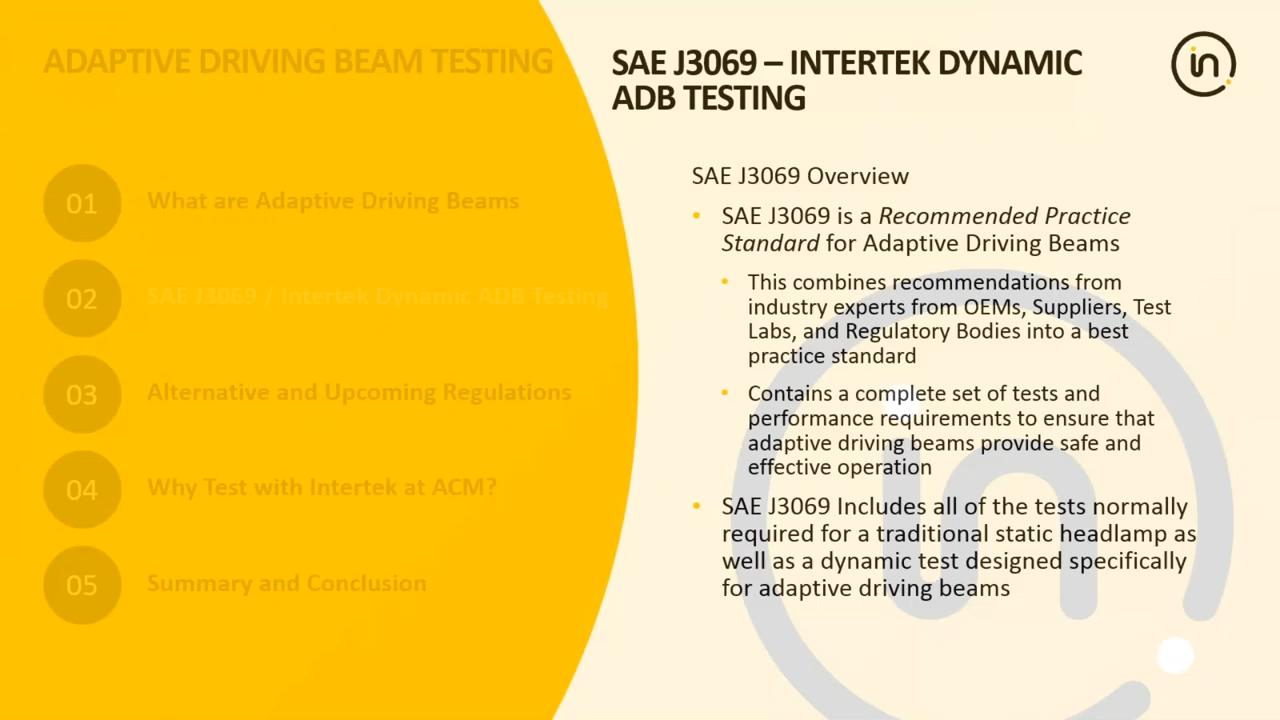 ADAPTIVE DRIVING BEAM TESTING
01 What are Adaptive Driving Beams
02 SAE J3069 / Intertek Dynamic ADB Testing
03 Alternative and Upcoming Regulations
04 Why Test with Intertek at ACM?
05 Summary and Conclusion
SAE J3069 – INTERTEK DYNAMIC
ADB TESTING
in
SAE J3069 Overview
• SAE J3069 is a Recommended Practice
Standard for Adaptive Driving Beams
• This combines recommendations from
industry experts from OEMs, Suppliers, Test
Labs, and Regulatory Bodies into a best
practice standard
• Contains a complete set of tests and
performance requirements to ensure that
adaptive driving beams provide safe and
effective operation
• SAE J3069 Includes all of the tests normally
required for a traditional static headlamp as
well as a dynamic test designed specifically
for adaptive driving beams
in